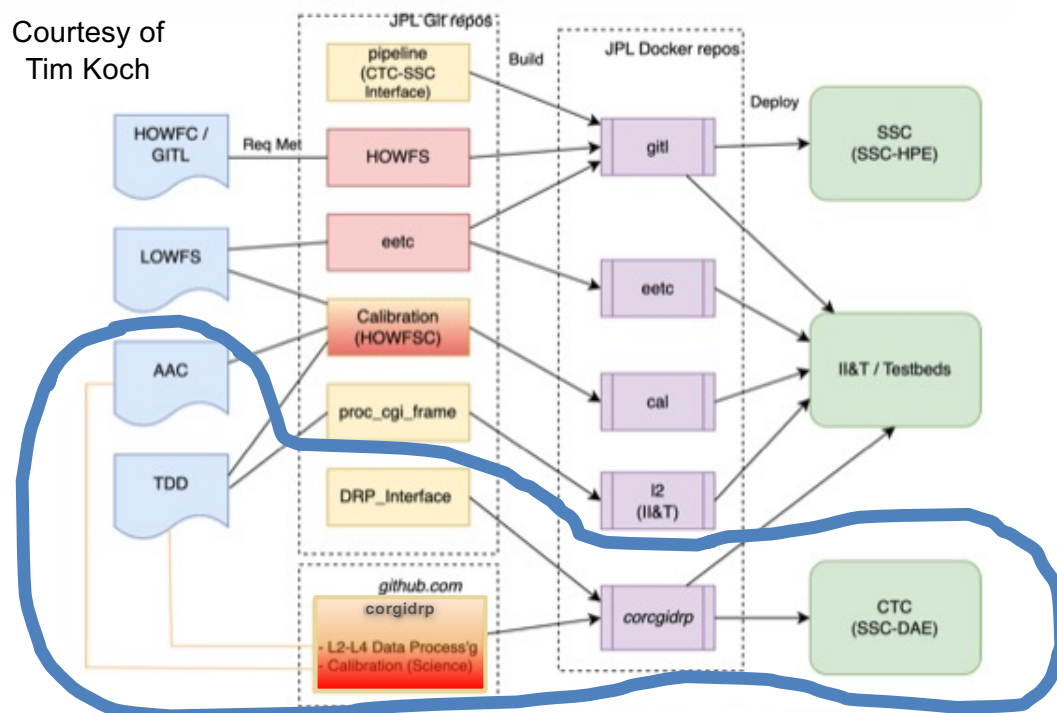 Courtesy of
Tim Koch
JPL Git repos
pipeline
(CTC-SSC
Interface)
Build
JPL Docker repos
Deploy
HOWFC /
GITL
Req Met
HOWFS
gitl
SSC
(SSC-HPE)
LOWFS
eetc
eetc
Calibration
(HOWFSC)
AAC
II&T / Testbeds
cal
proc_cgi_frame
TDD
DRP_Interface
l2
(II&T)
github.com
corgidrp
- L2-L4 Data Process'g
- Calibration (Science)
corcgidrp
CTC
(SSC-DAE)